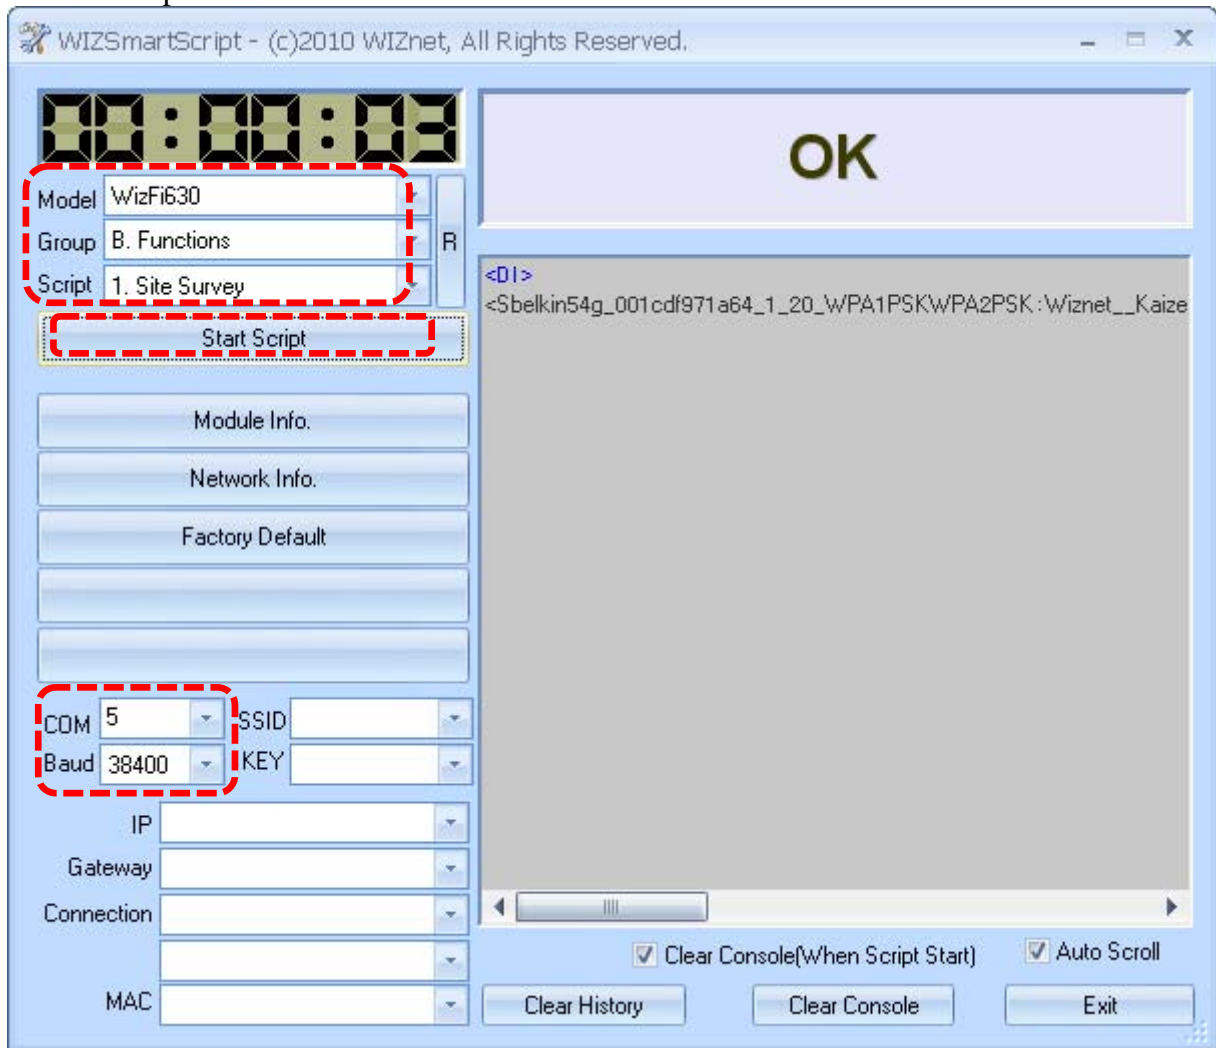 WIZSmartScript - (c)2010 WIZnet, All Rights Reserved.
00:00:03
OK
Model WizFi630
Group B. Functions
R
Script 1. Site Survey
Start Script
<DI>
<Sbelkin54g_001cdf971a64_1_20_WPA1PSKWPA2PSK:Wiznet__Kaize
Module Info.
Network Info.
Factory Default
COM 5 SSID
Baud 38400 KEY
IP
Gateway
Connection
MAC
Clear Console(When Script Start) Auto Scroll
Clear History Clear Console Exit